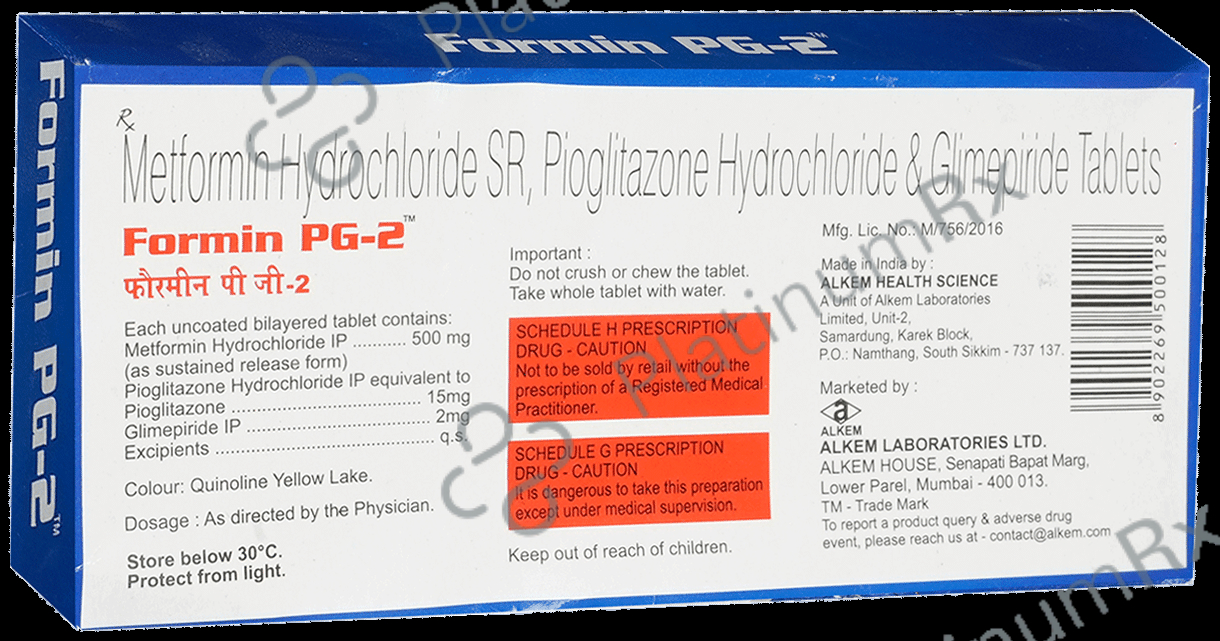 Formin PG-2™
Formin PG-2™
Rx
Metformin Hydrochloride SR, Pioglitazone Hydrochloride & Glimepiride Tablets
Formin PG-2™
फौरमीन पी जी-2
Each uncoated bilayered tablet contains:
Metformin Hydrochloride IP ........... 500 mg
(as sustained release form)
Pioglitazone Hydrochloride IP equivalent to
Pioglitazone ................................... 15mg
Glimepiride IP .................................. 2mg
Excipients ........................................ q.s.
Colour: Quinoline Yellow Lake.
Dosage : As directed by the Physician.
Store below 30°C.
Protect from light.
Important :
Do not crush or chew the tablet.
Take whole tablet with water.
SCHEDULE H PRESCRIPTION
DRUG - CAUTION
Not to be sold by retail without the
prescription of a Registered Medical
Practitioner.
SCHEDULE G PRESCRIPTION
DRUG - CAUTION
It is dangerous to take this preparation
except under medical supervision.
Keep out of reach of children.
Mfg. Lic. No.: M/756/2016
Made in India by :
ALKEM HEALTH SCIENCE
A Unit of Alkem Laboratories
Limited, Unit-2,
Samardung, Karek Block,
P.O.: Namthang, South Sikkim - 737 137.
Marketed by :
a
ALKEM
ALKEM LABORATORIES LTD.
ALKEM HOUSE, Senapati Bapat Marg,
Lower Parel, Mumbai - 400 013.
TM - Trade Mark
To report a product query & adverse drug
event, please reach us at - contact@alkem.com
8 902269 500128
PlatinumRx
PlatinumRx
PlatinumRx